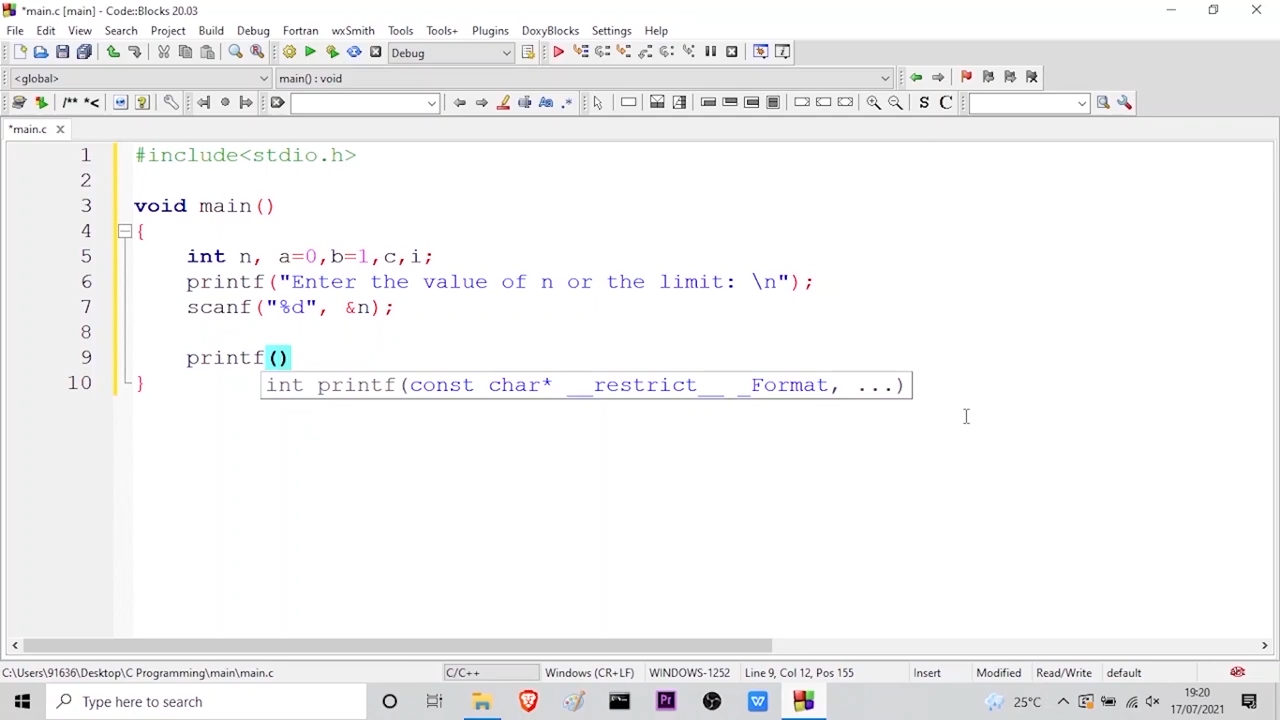 *main.c [main] - Code::Blocks 20.03
File Edit View Search Project Build Debug Fortran wxSmith Tools Tools+ Plugins DoxyBlocks Settings Help
Debug
<global> main() : void
/** *< S C
*main.c
1 #include<stdio.h>
2
3 void main()
4 {
5 int n, a=0,b=1,c,i;
6 printf("Enter the value of n or the limit: \n");
7 scanf("%d", &n);
8
9 printf()
10 }
int printf(const char* __restrict__ _Format, ...)
C:\Users\91636\Desktop\C Programming\main\main.c C/C++ Windows (CR+LF) WINDOWS-1252 Line 9, Col 12, Pos 155 Insert Modified Read/Write default
Type here to search Pr 25°C 19:20
17/07/2021